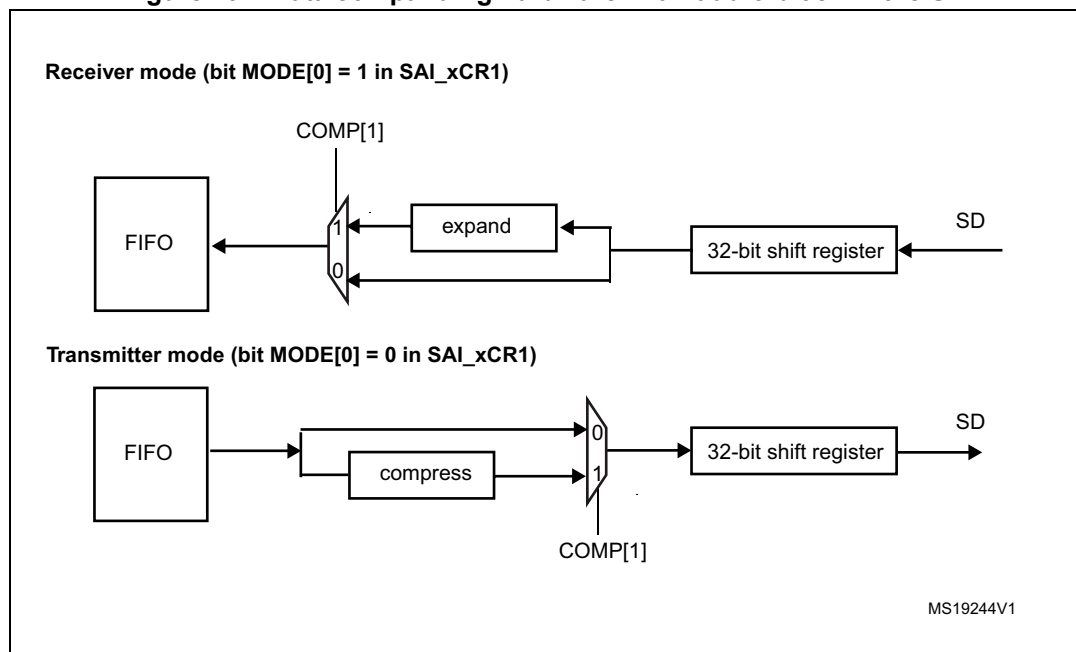 Receiver mode (bit MODE[0] = 1 in SAI_xCR1)
COMP[1]
FIFO
1
0
expand
32-bit shift register
SD
Transmitter mode (bit MODE[0] = 0 in SAI_xCR1)
FIFO
compress
0
1
COMP[1]
32-bit shift register
SD
MS19244V1